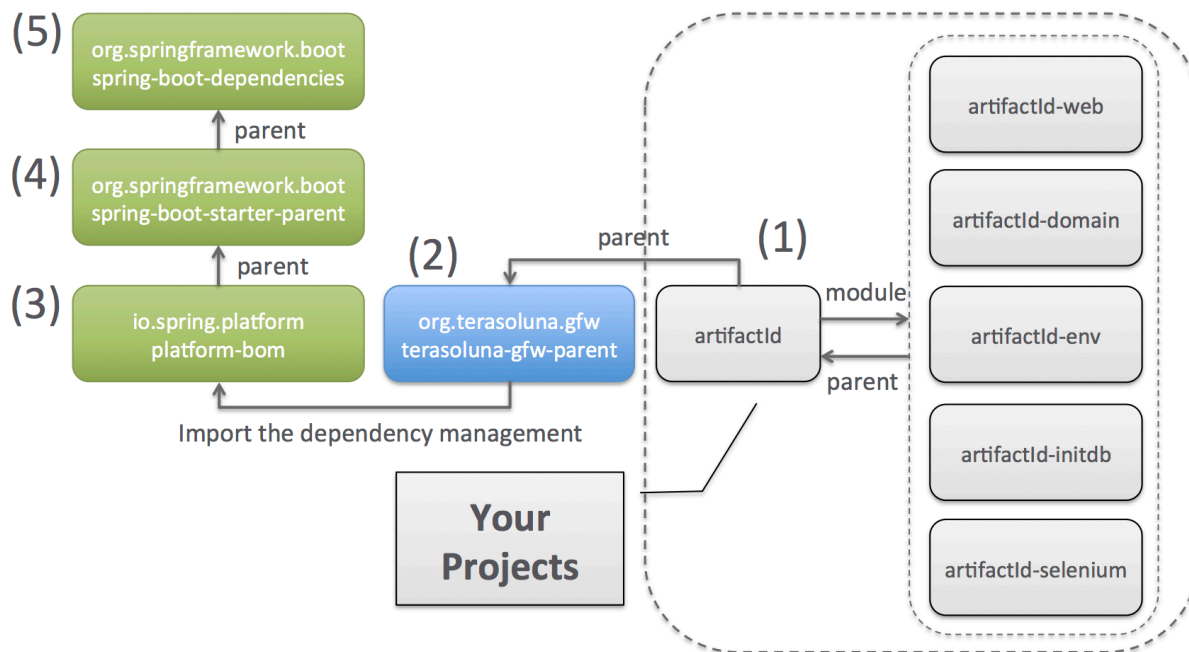 (5)
org.springframework.boot
spring-boot-dependencies
parent
(4)
org.springframework.boot
spring-boot-starter-parent
parent
(3)
io.spring.platform
platform-bom
(2)
org.terasoluna.gfw
terasoluna-gfw-parent
Import the dependency management
parent
(1)
artifactId
module
parent
Your
Projects
artifactId-web
artifactId-domain
artifactId-env
artifactId-initdb
artifactId-selenium